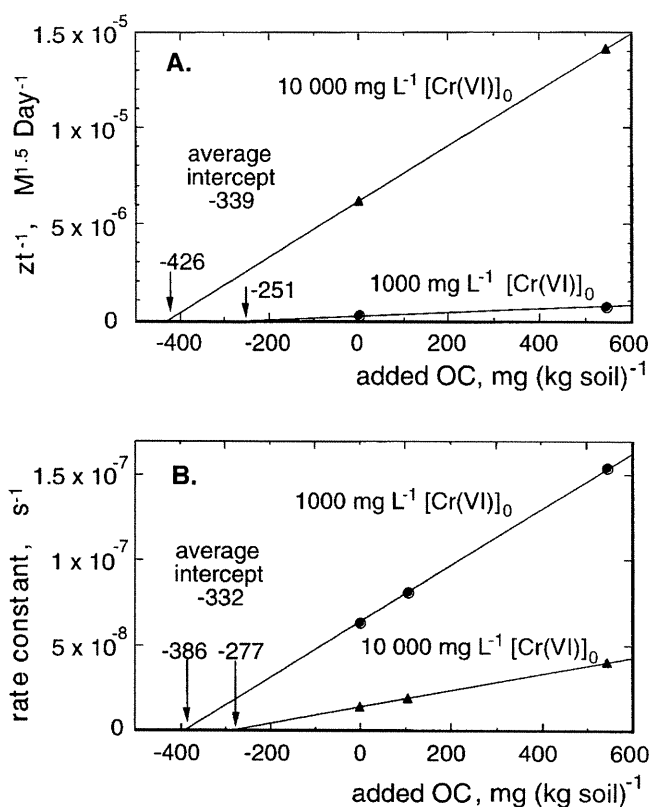 1.5 x 10⁻⁵
A.
10 000 mg L⁻¹ [Cr(VI)]₀
1 x 10⁻⁵
zt⁻¹, M¹·⁵ Day⁻¹
average
intercept
-339
5 x 10⁻⁶
-426
-251
1000 mg L⁻¹ [Cr(VI)]₀
0
-400 -200 0 200 400 600
added OC, mg (kg soil)⁻¹
B.
1.5 x 10⁻⁷
1000 mg L⁻¹ [Cr(VI)]₀
rate constant, s⁻¹
1 x 10⁻⁷
average
intercept
-332
5 x 10⁻⁸
-386 -277
10 000 mg L⁻¹ [Cr(VI)]₀
0
-400 -200 0 200 400 600
added OC, mg (kg soil)⁻¹